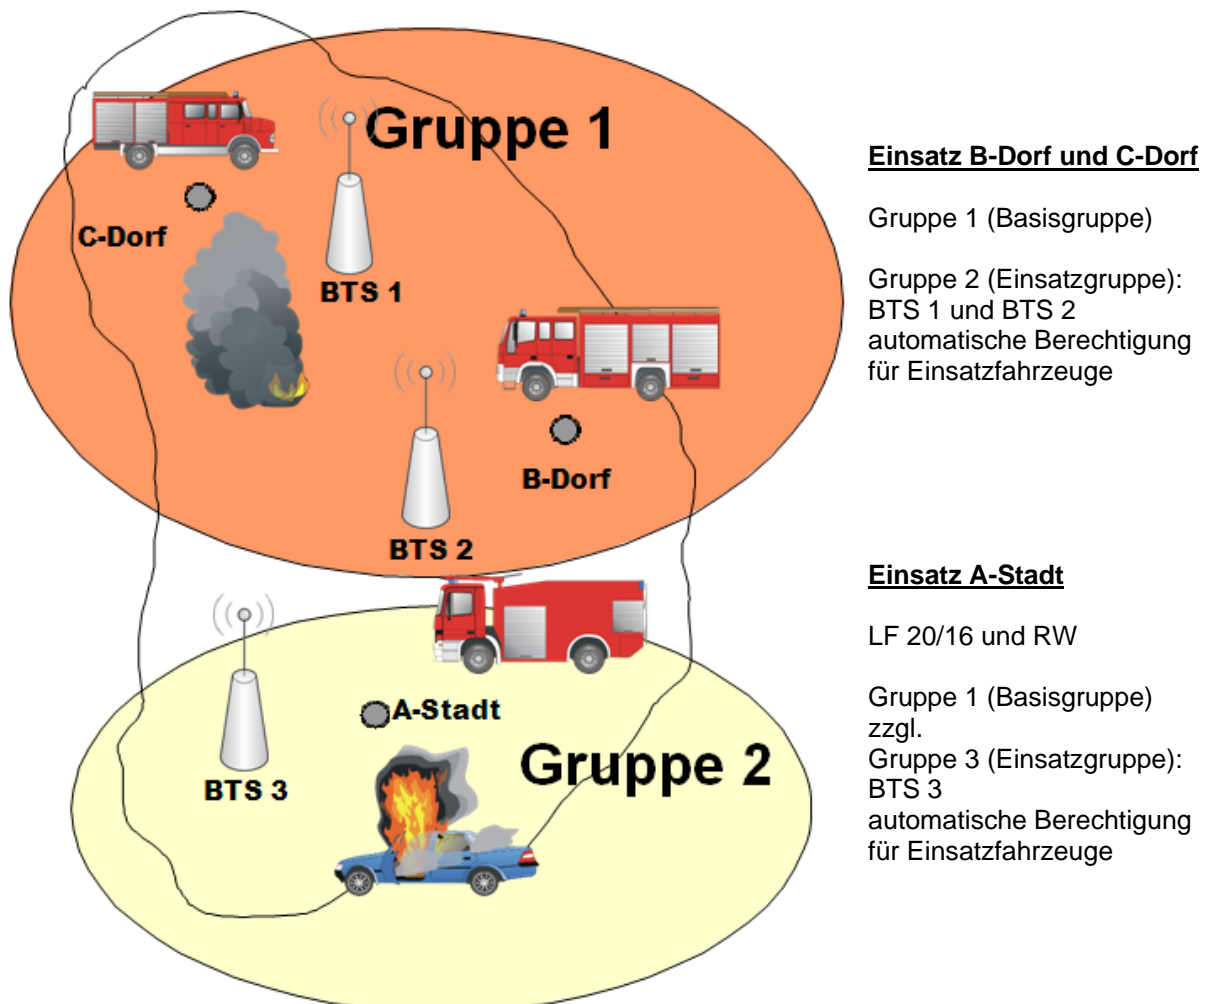 Gruppe 1
C-Dorf
BTS 1
B-Dorf
BTS 2
A-Stadt
Gruppe 2
BTS 3
Einsatz B-Dorf und C-Dorf
Gruppe 1 (Basisgruppe)
Gruppe 2 (Einsatzgruppe):
BTS 1 und BTS 2
automatische Berechtigung
für Einsatzfahrzeuge
Einsatz A-Stadt
LF 20/16 und RW
Gruppe 1 (Basisgruppe)
zzgl.
Gruppe 3 (Einsatzgruppe):
BTS 3
automatische Berechtigung
für Einsatzfahrzeuge